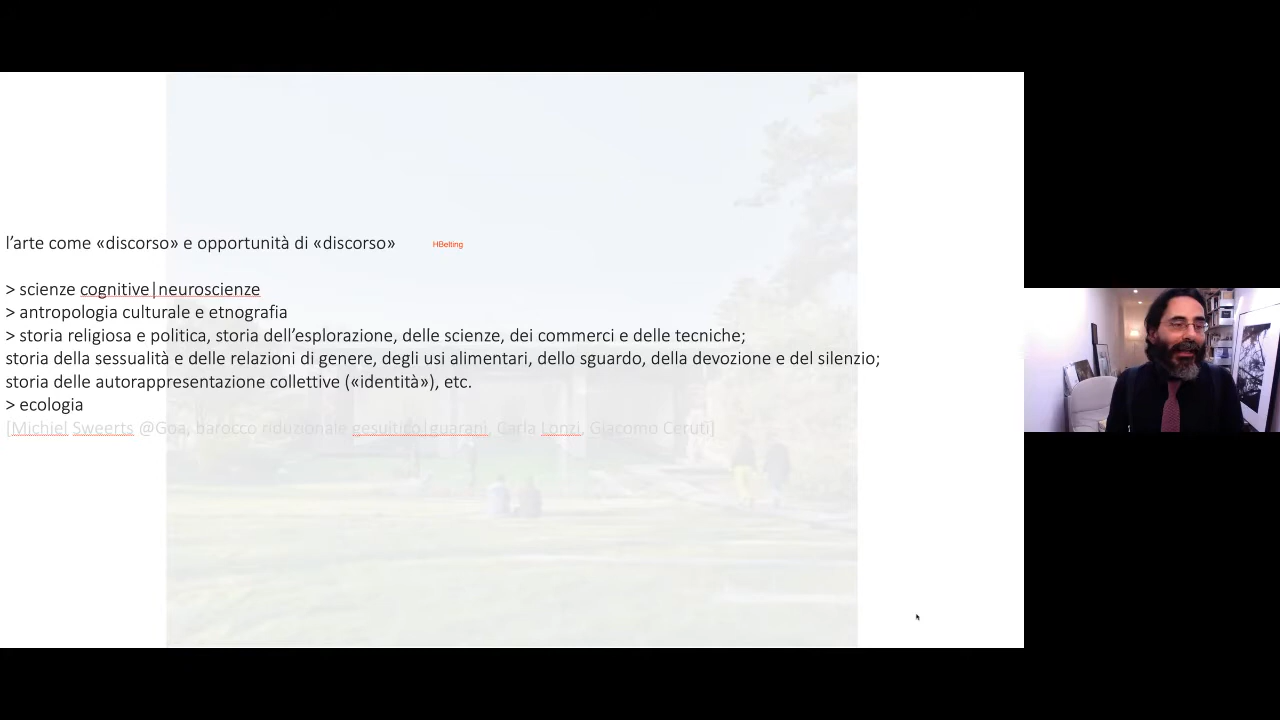 l’arte come «discorso» e opportunità di «discorso» HBelting
> scienze cognitive|neuroscienze
> antropologia culturale e etnografia
> storia religiosa e politica, storia dell’esplorazione, delle scienze, dei commerci e delle tecniche;
storia della sessualità e delle relazioni di genere, degli usi alimentari, dello sguardo, della devozione e del silenzio;
storia delle autorappresentazione collettive («identità»), etc.
> ecologia
[Michiel Sweerts @Goa, barocco riduzionale gesuitico|guarani, Carla Lonzi, Giacomo Ceruti]